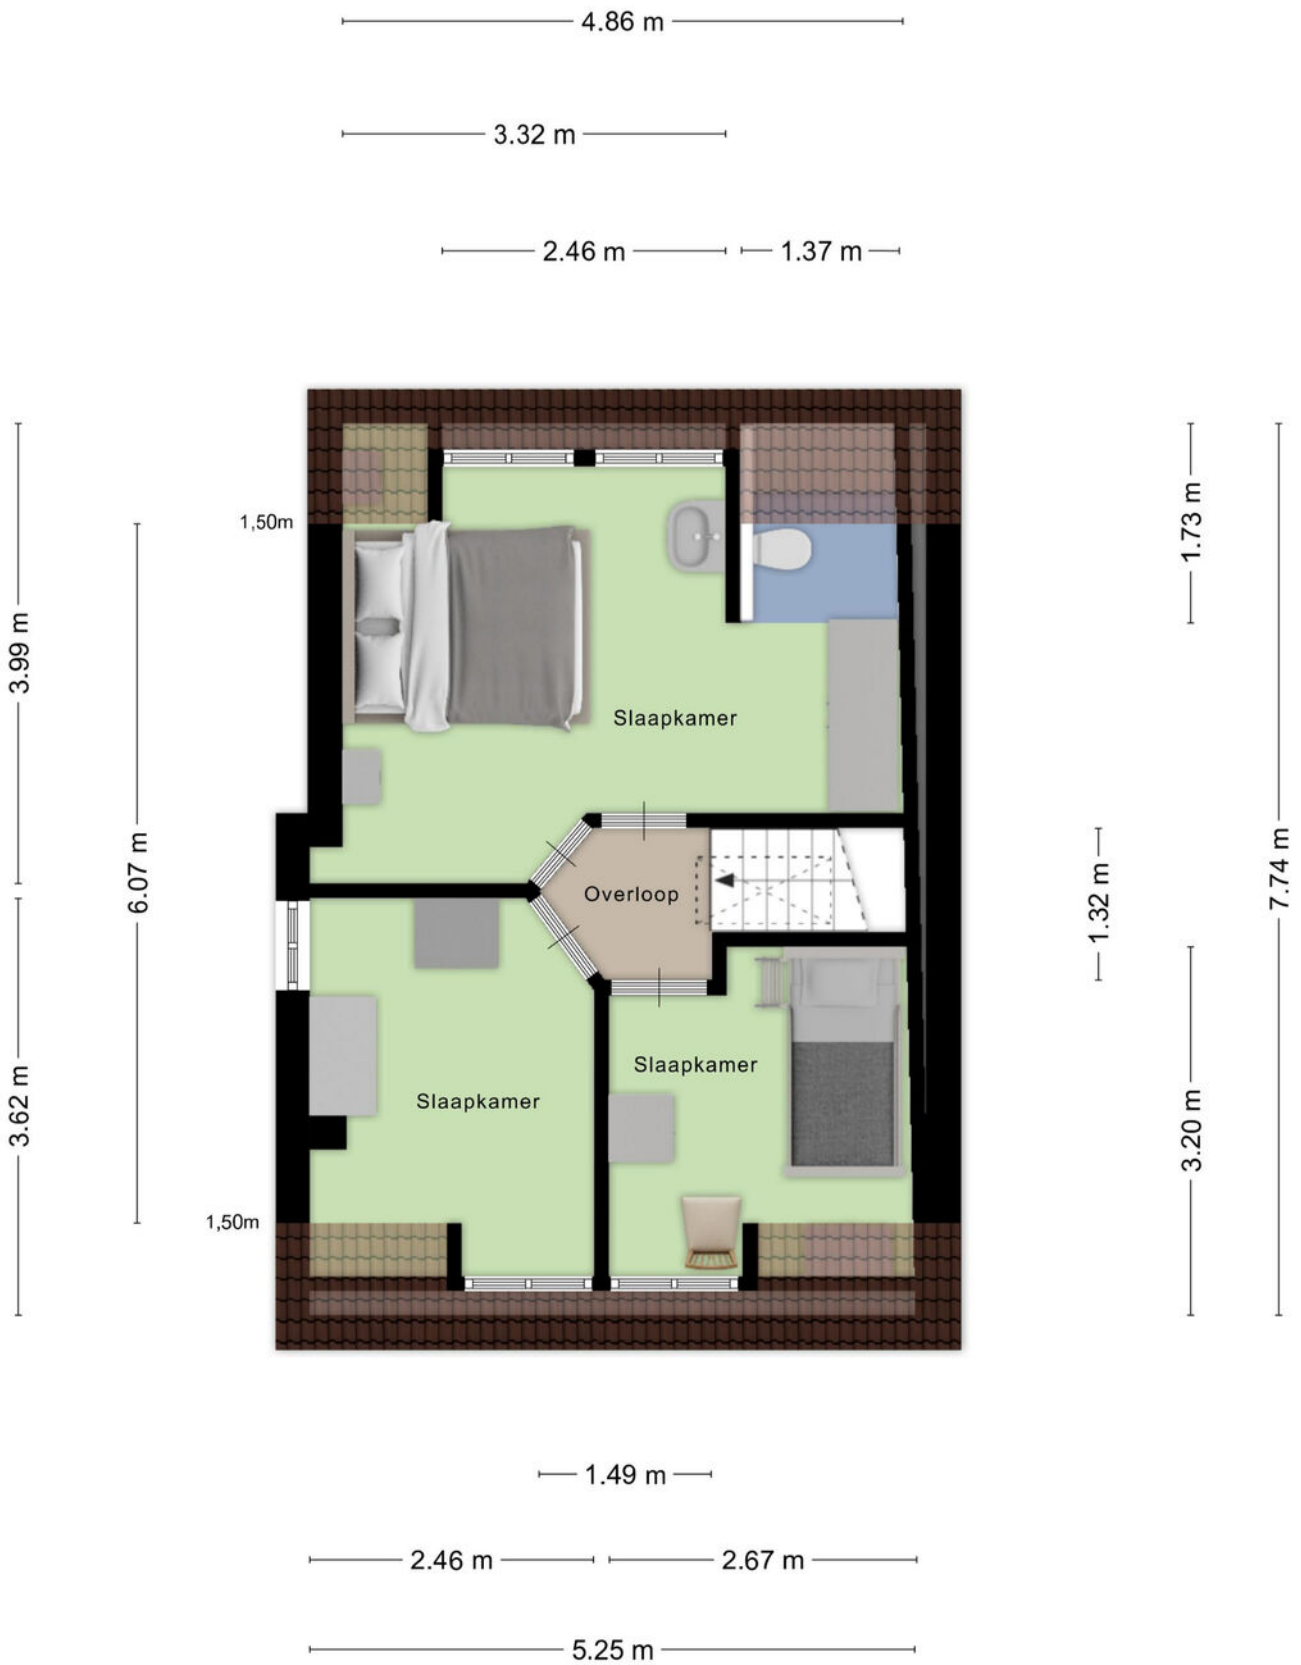 4.86 m
3.32 m
2.46 m
1.37 m
1,50m
1.73 m
3.99 m
Slaapkamer
6.07 m
7.74 m
Overloop
1.32 m
Slaapkamer
Slaapkamer
3.62 m
3.20 m
1,50m
1.49 m
2.46 m
2.67 m
5.25 m